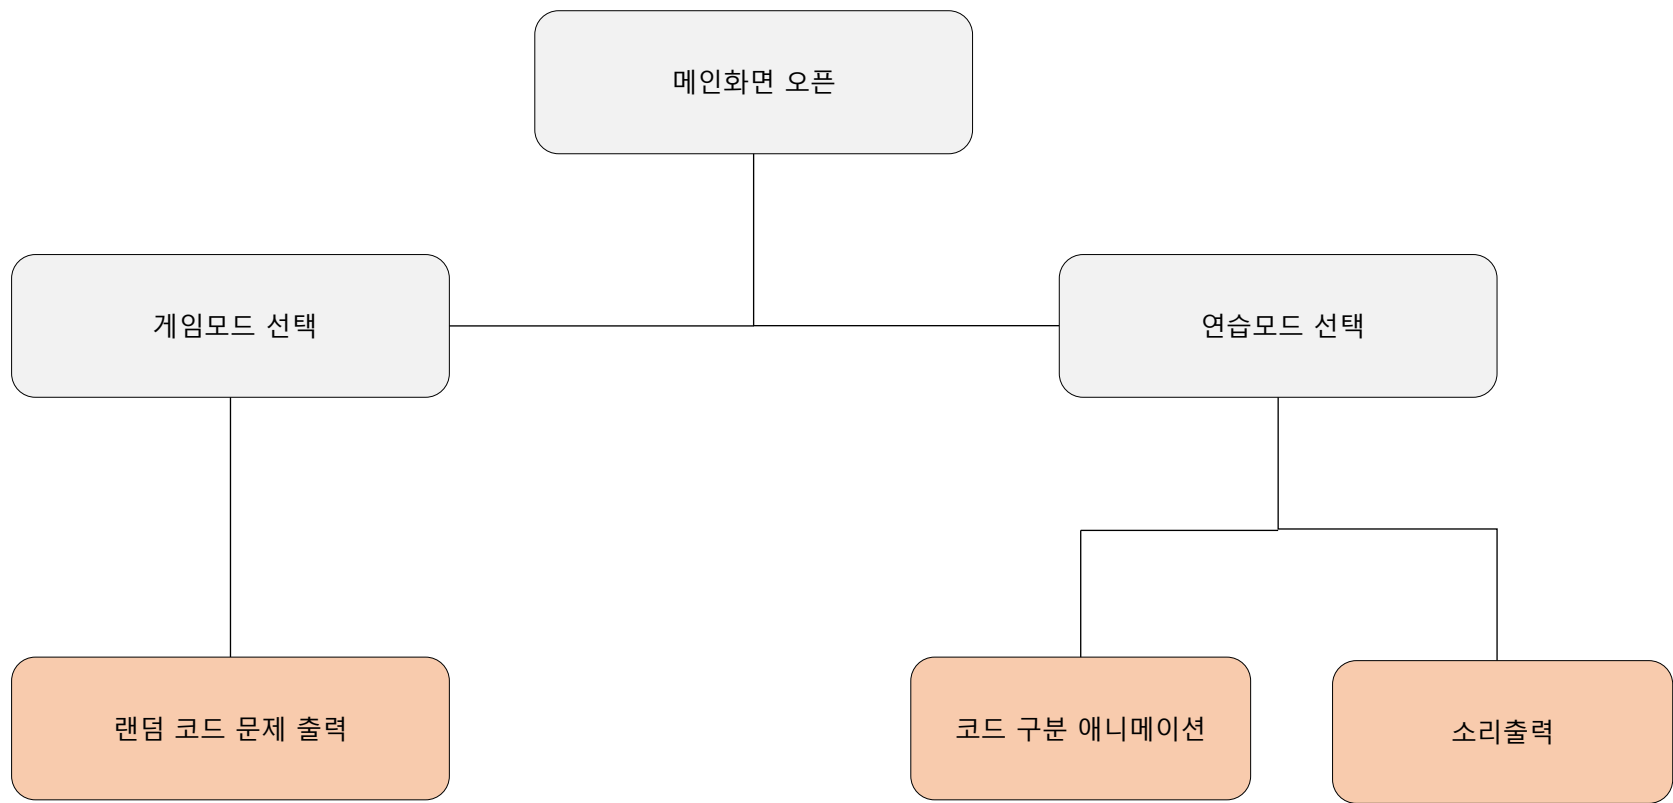 메인화면 오픈
게임모드 선택
연습모드 선택
랜덤 코드 문제 출력
코드 구분 애니메이션
소리출력